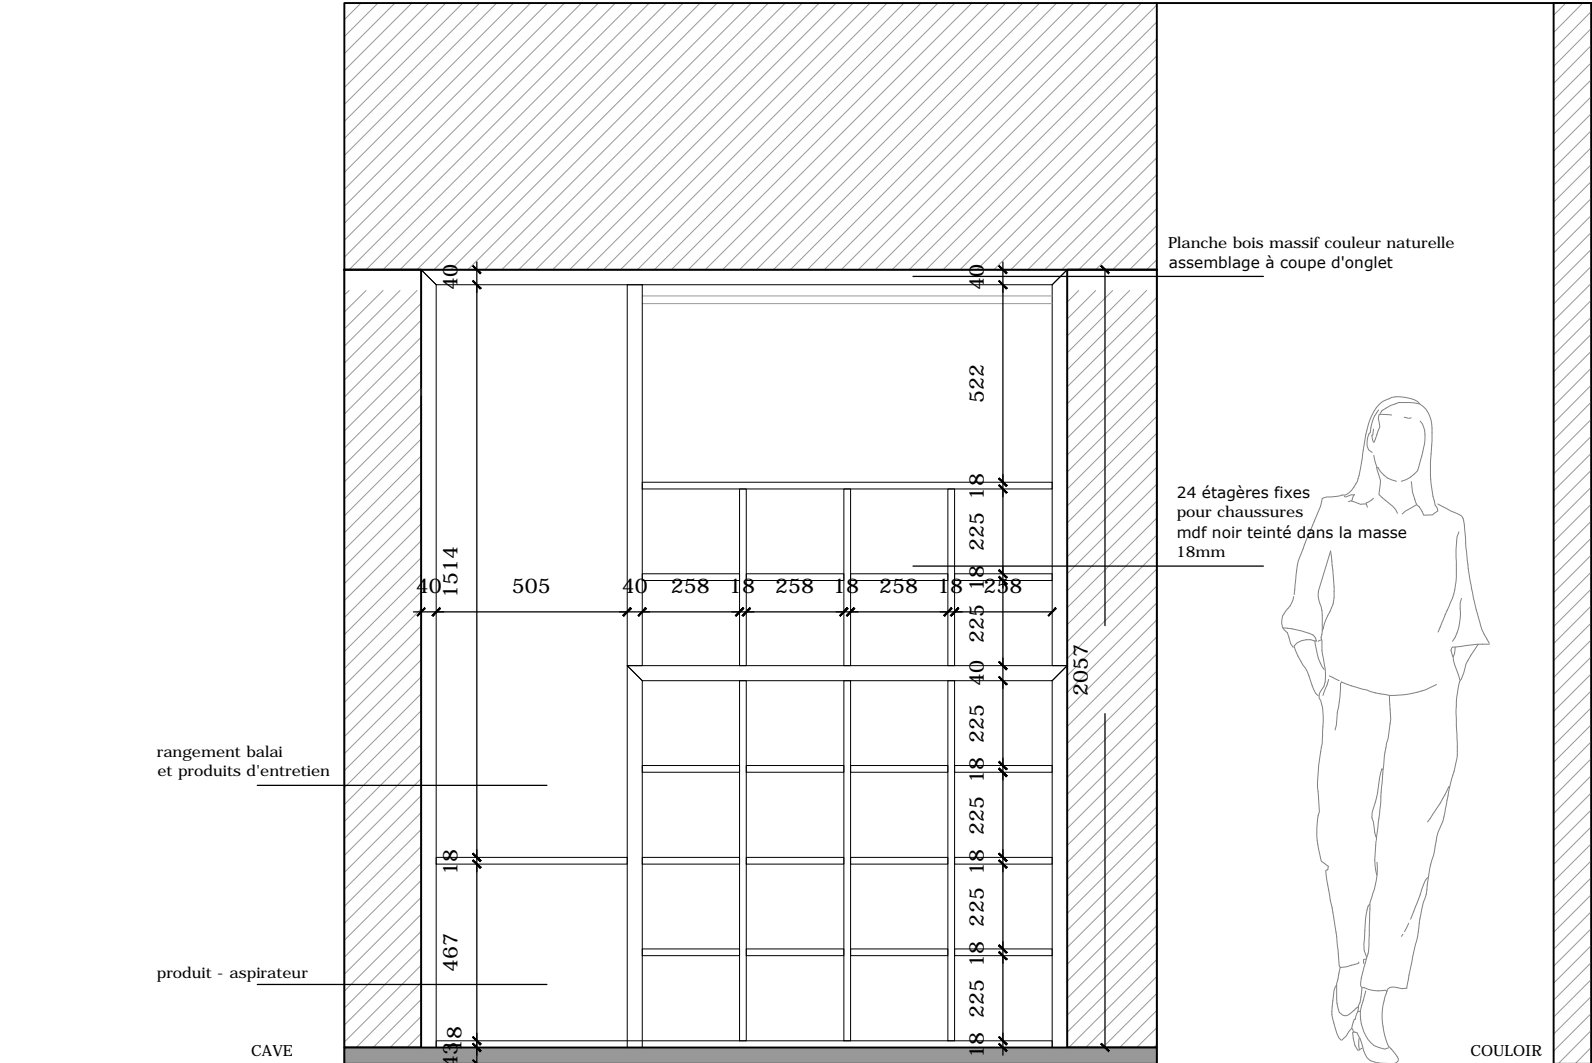 Planche bois massif couleur naturelle
assemblage à coupe d'onglet
40
40
522
18
24 étagères fixes
pour chaussures
mdf noir teinté dans la masse
18mm
225
1514
18
40
505
40
258
18
258
18
258
18
258
225
2057
40
225
rangement balai
et produits d'entretien
18
225
18
18
225
467
18
produit - aspirateur
225
18
18
43
CAVE
COULOIR